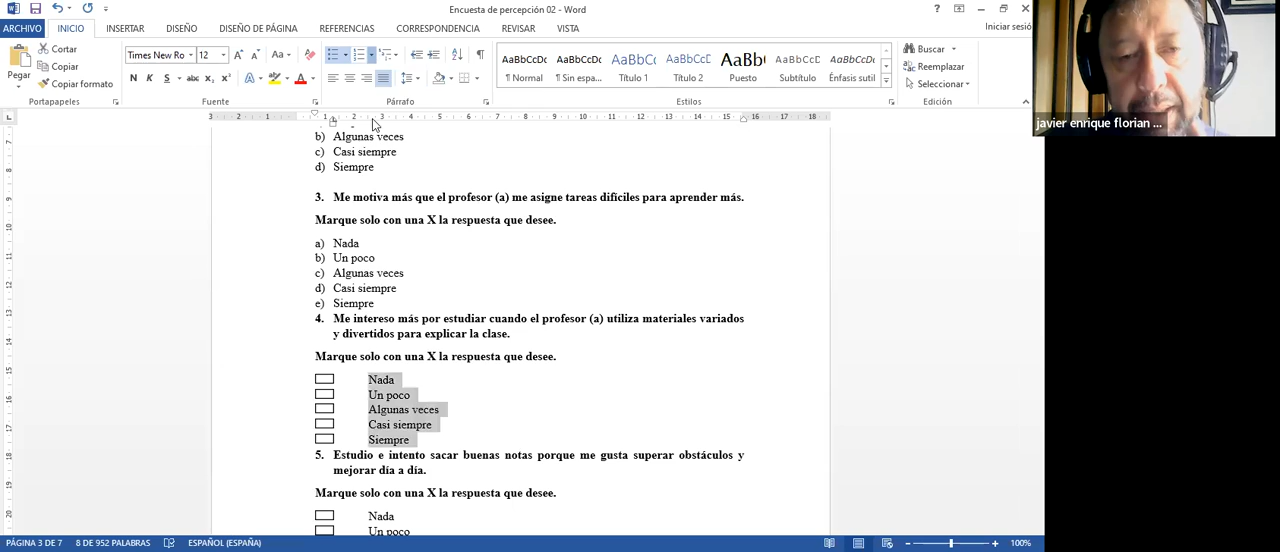 Encuesta de percepción 02 - Word
ARCHIVO INICIO INSERTAR DISEÑO DISEÑO DE PÁGINA REFERENCIAS CORRESPONDENCIA REVISAR VISTA Iniciar sesió
Pegar
Cortar
Copiar
Copiar formato
Portapapeles
Times New Ro 12
Fuente
Párrafo
AaBbCcDc AaBbCcDc AaBbCc AaBbCcD AaBbC AaBbCcC AaBbCcDc
¶ Normal ¶ Sin espa... Título 1 Título 2 Puesto Subtítulo Énfasis sutil
Estilos
Buscar
Reemplazar
Seleccionar
Edición
javier enrique florian ...
b) Algunas veces
c) Casi siempre
d) Siempre
3. Me motiva más que el profesor (a) me asigne tareas difíciles para aprender más.
Marque solo con una X la respuesta que desee.
a) Nada
b) Un poco
c) Algunas veces
d) Casi siempre
e) Siempre
4. Me intereso más por estudiar cuando el profesor (a) utiliza materiales variados
y divertidos para explicar la clase.
Marque solo con una X la respuesta que desee.
Nada
Un poco
Algunas veces
Casi siempre
Siempre
5. Estudio e intento sacar buenas notas porque me gusta superar obstáculos y
mejorar día a día.
Marque solo con una X la respuesta que desee.
Nada
Un poco
PÁGINA 3 DE 7 8 DE 952 PALABRAS ESPAÑOL (ESPAÑA) 100%